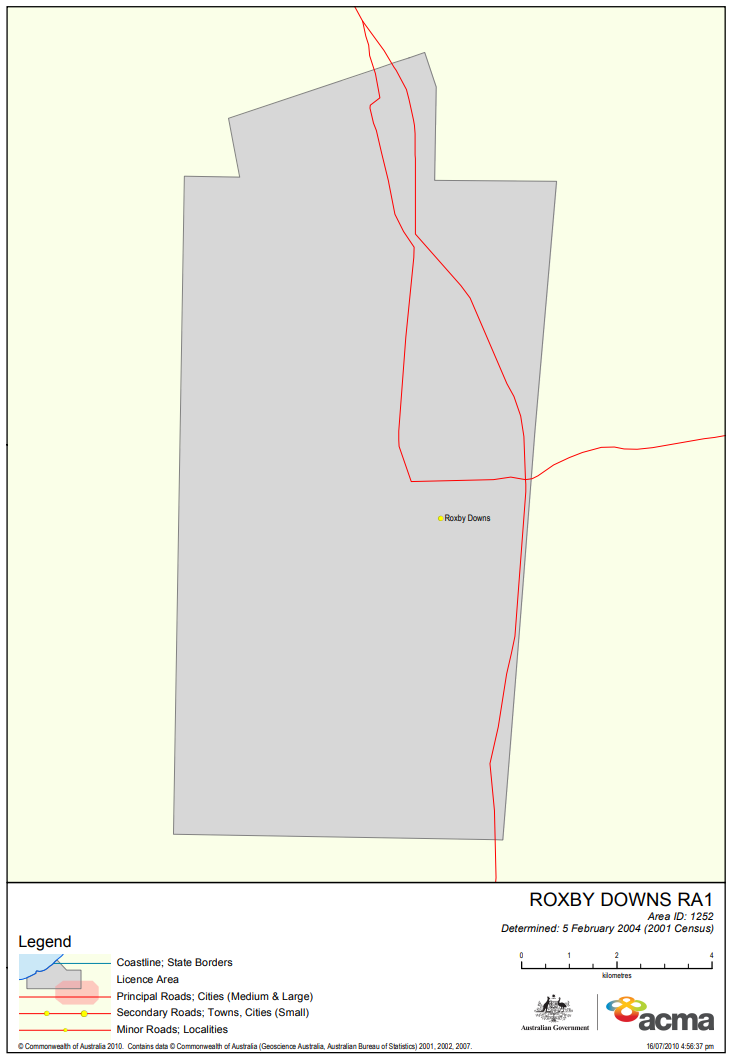 Roxby Downs
ROXBY DOWNS RA1
Area ID: 1252
Determined: 5 February 2004 (2001 Census)
Legend
Coastline; State Borders
Licence Area
Principal Roads; Cities (Medium & Large)
Secondary Roads; Towns, Cities (Small)
Minor Roads; Localities
0 1 2 4
kilometres
Australian Government
acma
© Commonwealth of Australia 2010. Contains data © Commonwealth of Australia (Geoscience Australia, Australian Bureau of Statistics) 2001, 2002, 2007.
16/07/2010 4:56:37 pm